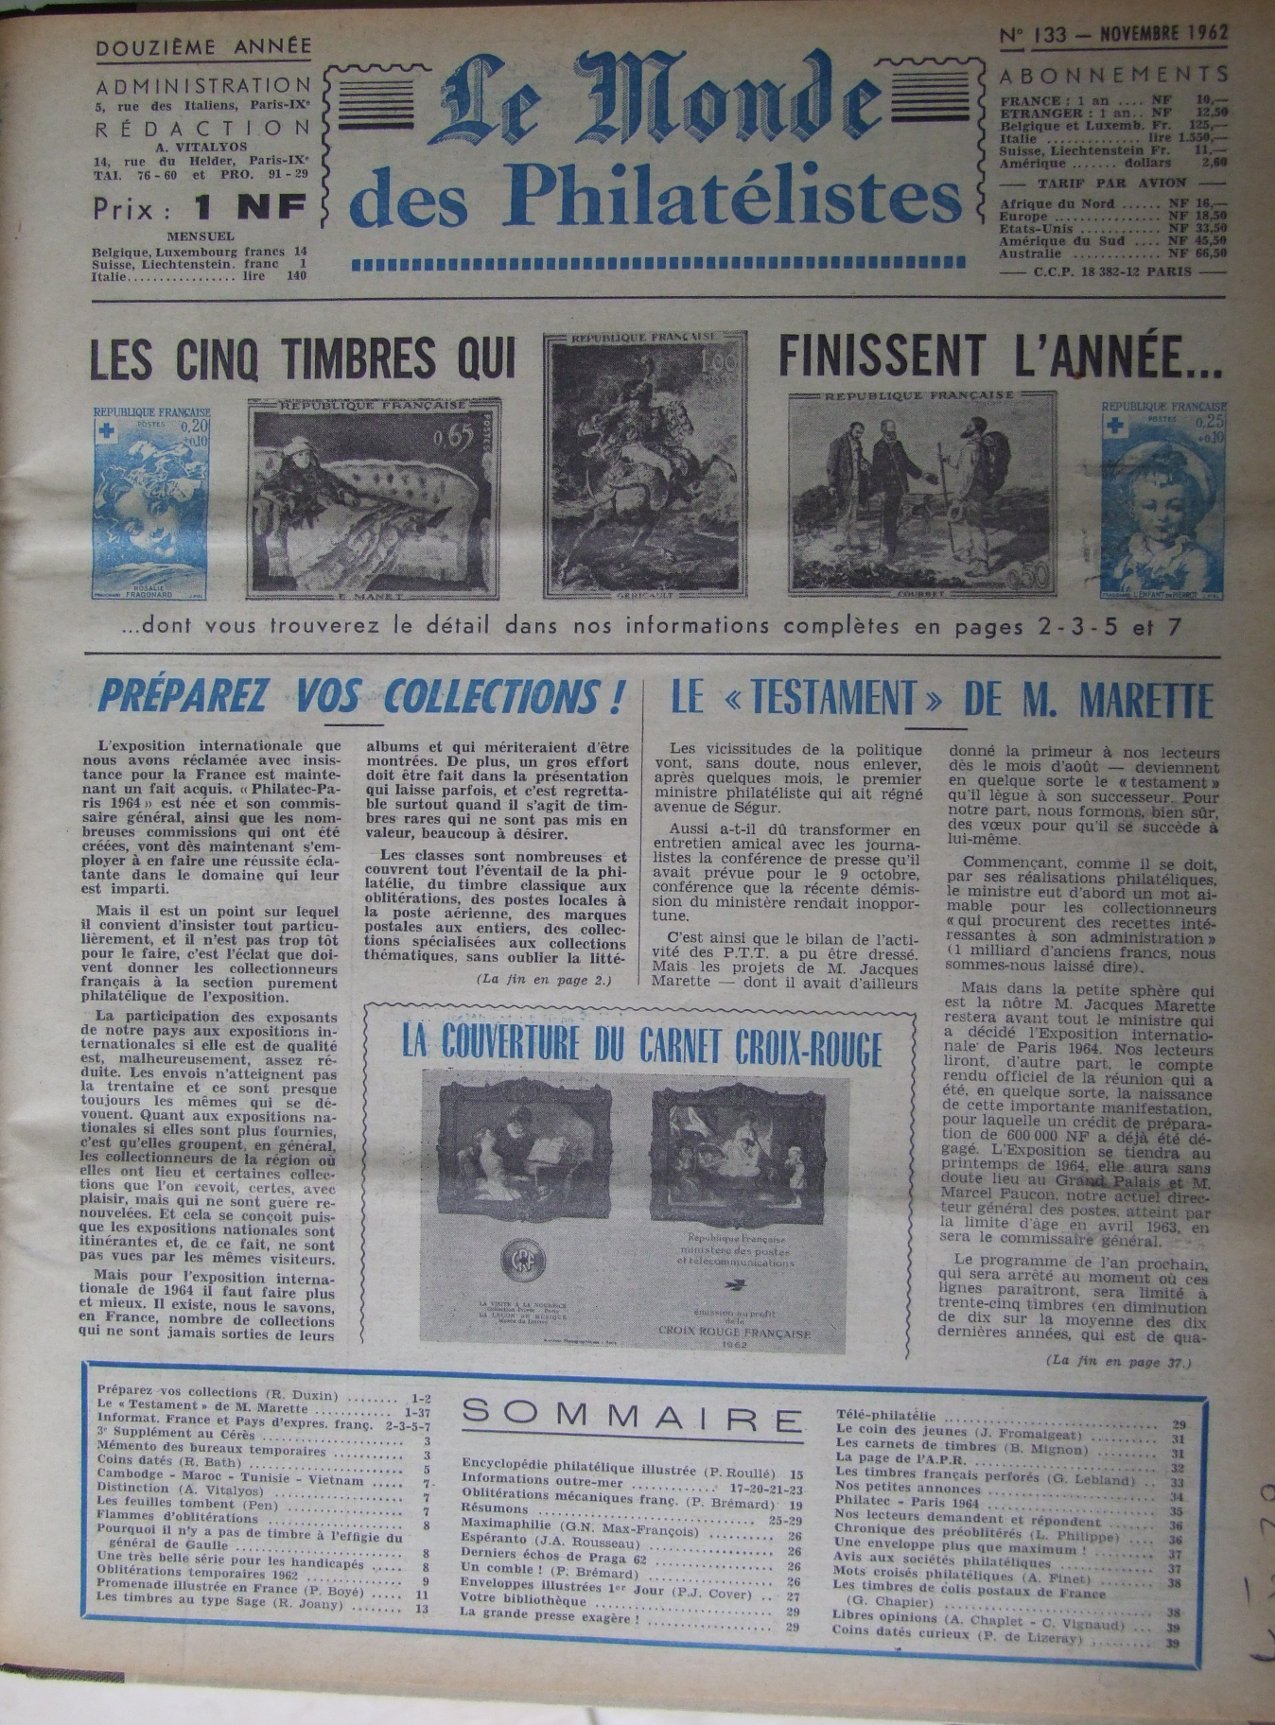 DOUZIÈME ANNÉE
ADMINISTRATION
5, rue des Italiens, Paris-IXe
RÉDACTION
A. VITALYOS
14, rue du Helder, Paris-IXe
TAI. 76-60 et PRO. 91-29
Prix : 1 NF
MENSUEL
Belgique, Luxembourg francs 14
Suisse, Liechtenstein. franc 1
Italie................. lire 140
Le Monde
des Philatélistes
N° 133 — NOVEMBRE 1962
ABONNEMENTS
FRANCE : 1 an .... NF 10,—
ETRANGER : 1 an.. NF 12,50
Belgique et Luxemb. Fr. 125,—
Italie .............. lire 1.550,—
Suisse, Liechtenstein Fr. 11,—
Amérique ....... dollars 2,60
— TARIF PAR AVION —
Afrique du Nord ...... NF 16,—
Europe ............... NF 18,50
Etats-Unis ............ NF 33,50
Amérique du Sud .... NF 45,50
Australie ............. NF 66,50
— C.C.P. 18 382-12 PARIS —
LES CINQ TIMBRES QUI
FINISSENT L'ANNÉE...
REPUBLIQUE FRANÇAISE
POSTES
0,20
+0,10
ROSALIE
FRAGONARD
REPUBLIQUE FRANÇAISE
0,65
POSTES
E. MANET
REPUBLIQUE FRANÇAISE
1,00
GERICAULT
REPUBLIQUE FRANÇAISE
0,50
COURBET
REPUBLIQUE FRANÇAISE
POSTES
0,25
+0,10
L'ENFANT EN PIERROT
...dont vous trouverez le détail dans nos informations complètes en pages 2-3-5 et 7
PRÉPAREZ VOS COLLECTIONS !
L'exposition internationale que
nous avons réclamée avec insis-
tance pour la France est mainte-
nant un fait acquis. « Philatec-Pa-
ris 1964 » est née et son commis-
saire général, ainsi que les nom-
breuses commissions qui ont été
créées, vont dès maintenant s'em-
ployer à en faire une réussite écla-
tante dans le domaine qui leur
est imparti.
Mais il est un point sur lequel
il convient d'insister tout particu-
lièrement, et il n'est pas trop tôt
pour le faire, c'est l'éclat que doi-
vent donner les collectionneurs
français à la section purement
philatélique de l'exposition.
La participation des exposants
de notre pays aux expositions in-
ternationales si elle est de qualité
est, malheureusement, assez ré-
duite. Les envois n'atteignent pas
la trentaine et ce sont presque
toujours les mêmes qui se dé-
vouent. Quant aux expositions na-
tionales si elles sont plus fournies,
c'est qu'elles groupent, en général,
les collectionneurs de la région où
elles ont lieu et certaines collec-
tions que l'on revoit, certes, avec
plaisir, mais qui ne sont guère re-
nouvelées. Et cela se conçoit puis-
que les expositions nationales sont
itinérantes et, de ce fait, ne sont
pas vues par les mêmes visiteurs.
Mais pour l'exposition interna-
tionale de 1964 il faut faire plus
et mieux. Il existe, nous le savons,
en France, nombre de collections
qui ne sont jamais sorties de leurs
albums et qui mériteraient d'être
montrées. De plus, un gros effort
doit être fait dans la présentation
qui laisse parfois, et c'est regretta-
ble surtout quand il s'agit de tim-
bres rares qui ne sont pas mis en
valeur, beaucoup à désirer.
Les classes sont nombreuses et
couvrent tout l'éventail de la phi-
latélie, du timbre classique aux
oblitérations, des postes locales à
la poste aérienne, des marques
postales aux entiers, des collec-
tions spécialisées aux collections
thématiques, sans oublier la litté-
(La fin en page 2.)
LE « TESTAMENT » DE M. MARETTE
Les vicissitudes de la politique
vont, sans doute, nous enlever,
après quelques mois, le premier
ministre philatéliste qui ait régné
avenue de Ségur.
Aussi a-t-il dû transformer en
entretien amical avec les journa-
listes la conférence de presse qu'il
avait prévue pour le 9 octobre,
conférence que la récente démis-
sion du ministère rendait inoppor-
tune.
C'est ainsi que le bilan de l'acti-
vité des P.T.T. a pu être dressé.
Mais les projets de M. Jacques
Marette — dont il avait d'ailleurs
donné la primeur à nos lecteurs
dès le mois d'août — deviennent
en quelque sorte le « testament »
qu'il lègue à son successeur. Pour
notre part, nous formons, bien sûr,
des vœux pour qu'il se succède à
lui-même.
Commençant, comme il se doit,
par ses réalisations philatéliques,
le ministre eut d'abord un mot ai-
mable pour les collectionneurs
« qui procurent des recettes inté-
ressantes à son administration »
(1 milliard d'anciens francs, nous
sommes-nous laissé dire).
Mais dans la petite sphère qui
est la nôtre M. Jacques Marette
restera avant tout le ministre qui
a décidé l'Exposition internatio-
nale de Paris 1964. Nos lecteurs
liront, d'autre part, le compte
rendu officiel de la réunion qui a
été, en quelque sorte, la naissance
de cette importante manifestation,
pour laquelle un crédit de prépara-
tion de 600 000 NF a déjà été dé-
gagé. L'Exposition se tiendra au
printemps de 1964, elle aura sans
doute lieu au Grand Palais et M.
Marcel Faucon, notre actuel direc-
teur général des postes, atteint par
la limite d'âge en avril 1963, en
sera le commissaire général.
Le programme de l'an prochain,
qui sera arrêté au moment où ces
lignes paraîtront, sera limité à
trente-cinq timbres (en diminution
de dix sur la moyenne des dix
dernières années, qui est de qua-
(La fin en page 37.)
LA COUVERTURE DU CARNET CROIX-ROUGE
LA VISITE A LA NOURRICE
LA LEÇON DE MUSIQUE
Musée du Louvre
République Française
ministère des postes
et télécommunications
émission au profit
de la
CROIX ROUGE FRANÇAISE
1962
SOMMAIRE
Préparez vos collections (R. Duxin) ........ 1-2
Le « Testament » de M. Marette ............ 1-37
Informat. France et Pays d'expres. franç. 2-3-5-7
3e Supplément au Cérès ...................... 3
Mémento des bureaux temporaires ........... 3
Coins datés (R. Bath) ........................ 5
Cambodge - Maroc - Tunisie - Vietnam ..... 7
Distinction (A. Vitalyos) ..................... 7
Les feuilles tombent (Pen) ................... 7
Flammes d'oblitérations ...................... 8
Pourquoi il n'y a pas de timbre à l'effigie du
général de Gaulle ........................... 8
Une très belle série pour les handicapés ..... 8
Oblitérations temporaires 1962 ............... 9
Promenade illustrée en France (P. Boyé) .... 11
Les timbres au type Sage (R. Joany) ........ 13
Encyclopédie philatélique illustrée (P. Roullé) 15
Informations outre-mer ............ 17-20-21-23
Oblitérations mécaniques franç. (P. Brémard) 19
Résumons .............................. 25-29
Maximaphilie (G.N. Max-François) .......... 26
Espéranto (J.A. Rousseau) ................... 26
Derniers échos de Praga 62 .................. 26
Un comble ! (P. Brémard) ................... 26
Enveloppes illustrées 1er Jour (P.J. Cover) .. 27
Votre bibliothèque ........................... 29
La grande presse exagère ! .................. 29
Télé-philatélie ............................... 29
Le coin des jeunes (J. Fromaigeat) .......... 31
Les carnets de timbres (B. Mignon) ......... 31
La page de l'A.P.R. ......................... 32
Les timbres français perforés (G. Lebland) .. 33
Nos petites annonces ........................ 34
Philatec - Paris 1964 ......................... 35
Nos lecteurs demandent et répondent ....... 36
Chronique des préoblitérés (L. Philippe) .... 36
Une enveloppe plus que maximum ! ......... 37
Avis aux sociétés philatéliques ............... 37
Mots croisés philatéliques (A. Finet) ........ 38
Les timbres de colis postaux de France
(G. Chapier) ................................ 38
Libres opinions (A. Chaplet - C. Vignaud) ... 39
Coins datés curieux (P. de Lizeray) ......... 39